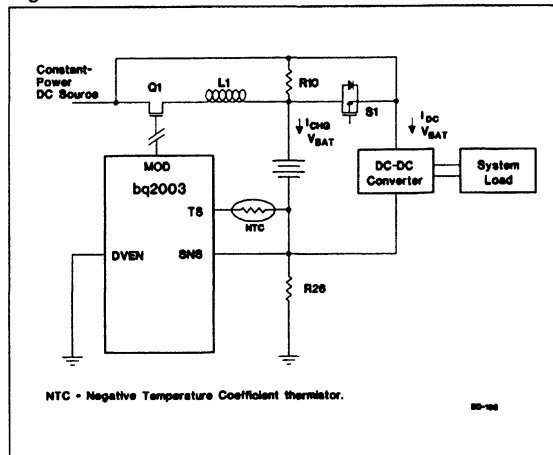 Constant-
Power
DC Source
Q1
L1
R10
S1
ICHG
VBAT
IDC
VBAT
DC-DC
Converter
System
Load
MOD
bq2003
TS
NTC
DVEN
SNS
R26
NTC - Negative Temperature Coefficient thermistor.